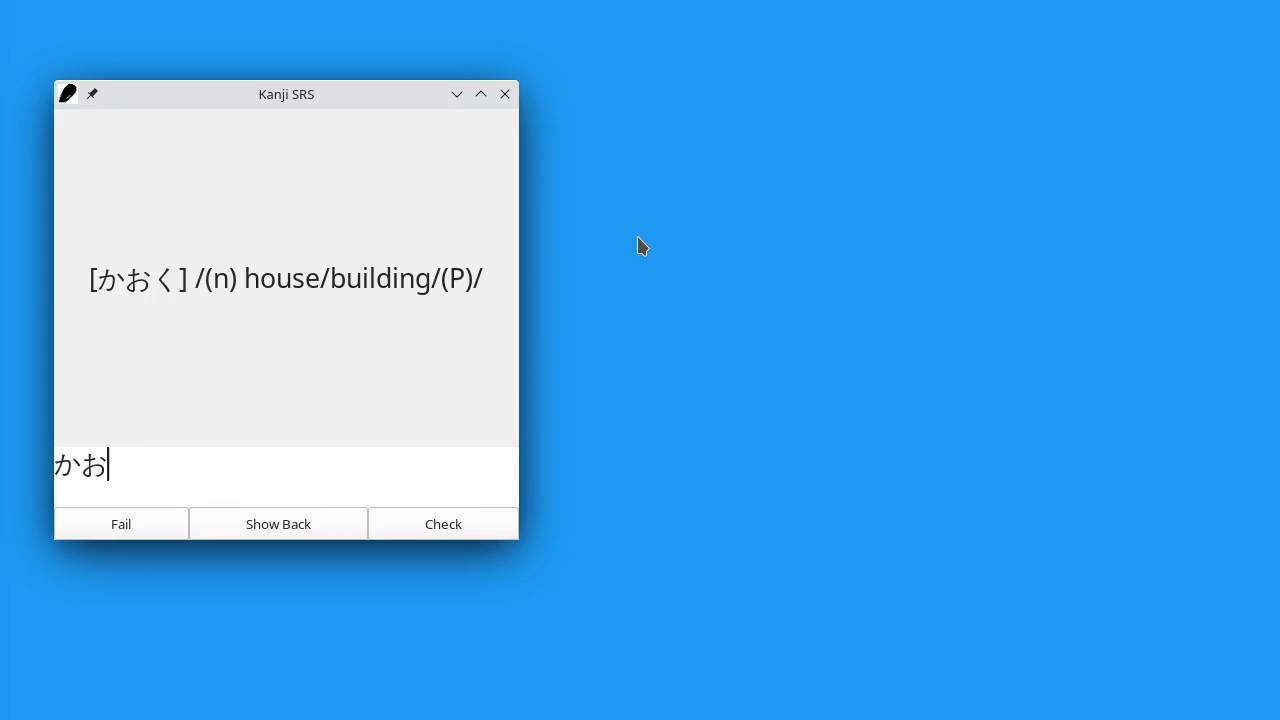 Kanji SRS
[かおく] /(n) house/building/(P)/
かお
Fail
Show Back
Check